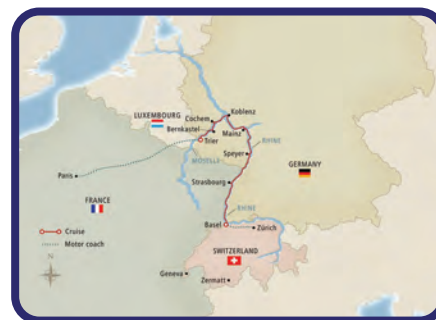 Koblenz
Cochem
LUXEMBOURG
Bernkastel
Mainz
RHINE
Trier
MOSELLE
Speyer
GERMANY
Paris
Strasbourg
FRANCE
RHINE
Basel
Zürich
Cruise
Motor coach
SWITZERLAND
N
Geneva
Zermatt